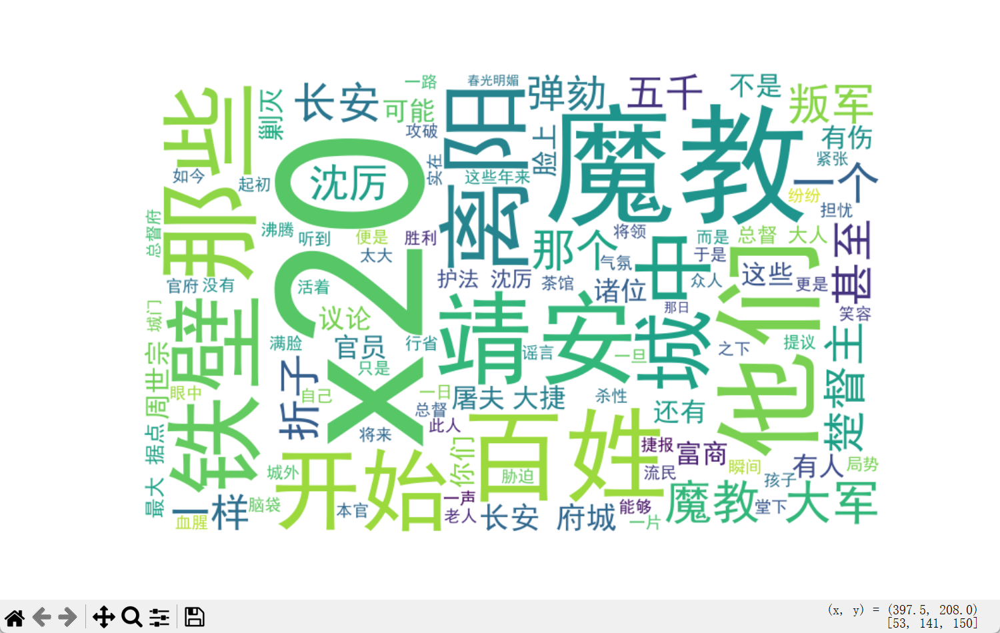 一路
春光明媚
弹劾
五千
不是
叛军
长安
可能
剿灭
那些
攻破
离阳
脸上
魔教
有伤
紧张
一个
如今
起初
x20
沈厉
实在
这些年来
纷纷
担忧
总督府
沸腾
听到
便是
胜利
太大
将领
那个
气氛
而是
总督 大人
于是
甚至
官府
没有
活着
护法 沈厉
茶馆
诸位
城中
众人
他们
这些
更是
铁壁
城门
议论
靖安
那日
笑容
满脸
官员
行省
谣言
一旦
之下
提议
楚督主
周世宗
折子
只是
眼中
自己
一日
屠夫 大捷
杀性
还有
总督
此人
据点
将来
百姓
捷报
富商
开始
城外
你们
胁迫
流民
瞬间
有人
局势
孩子
最大
一样
脑袋
血腥
本官
一声
老人
长安 府城
能够
一片
魔教
堂下
大军
(x, y) = (397.5, 208.0)
[53, 141, 150]